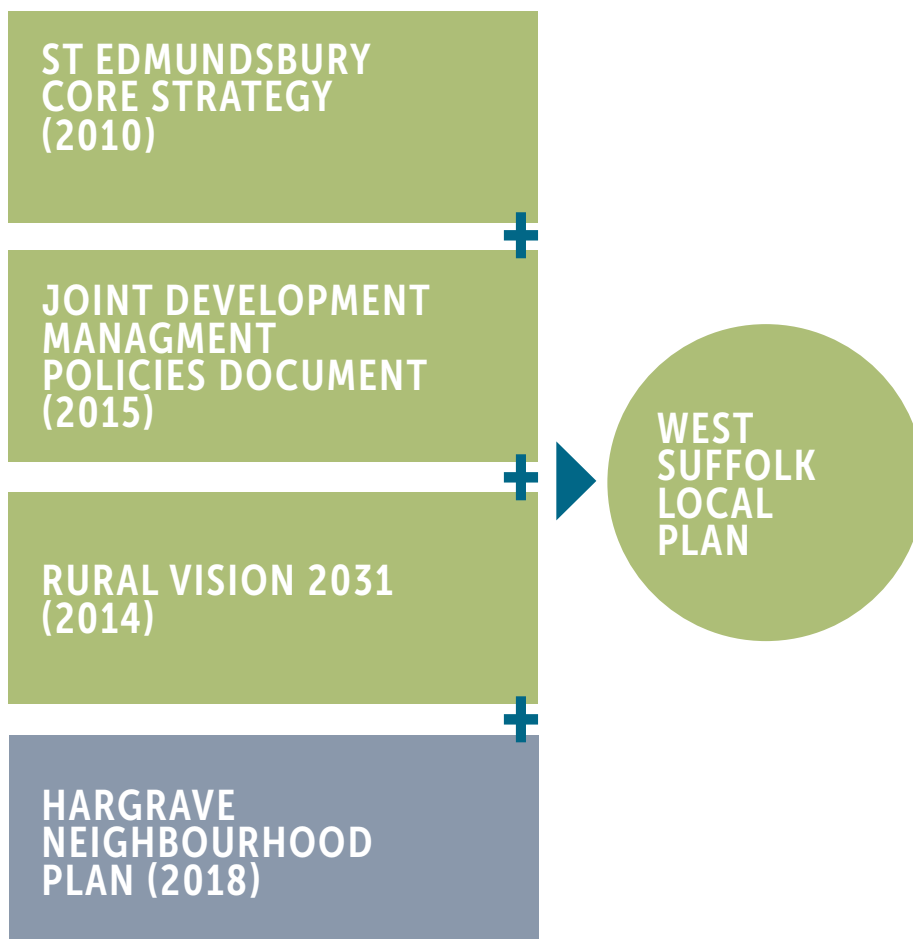 ST EDMUNDSBURY
CORE STRATEGY
(2010)
JOINT DEVELOPMENT
MANAGMENT
POLICIES DOCUMENT
(2015)
RURAL VISION 2031
(2014)
HARGRAVE
NEIGHBOURHOOD
PLAN (2018)
WEST
SUFFOLK
LOCAL
PLAN